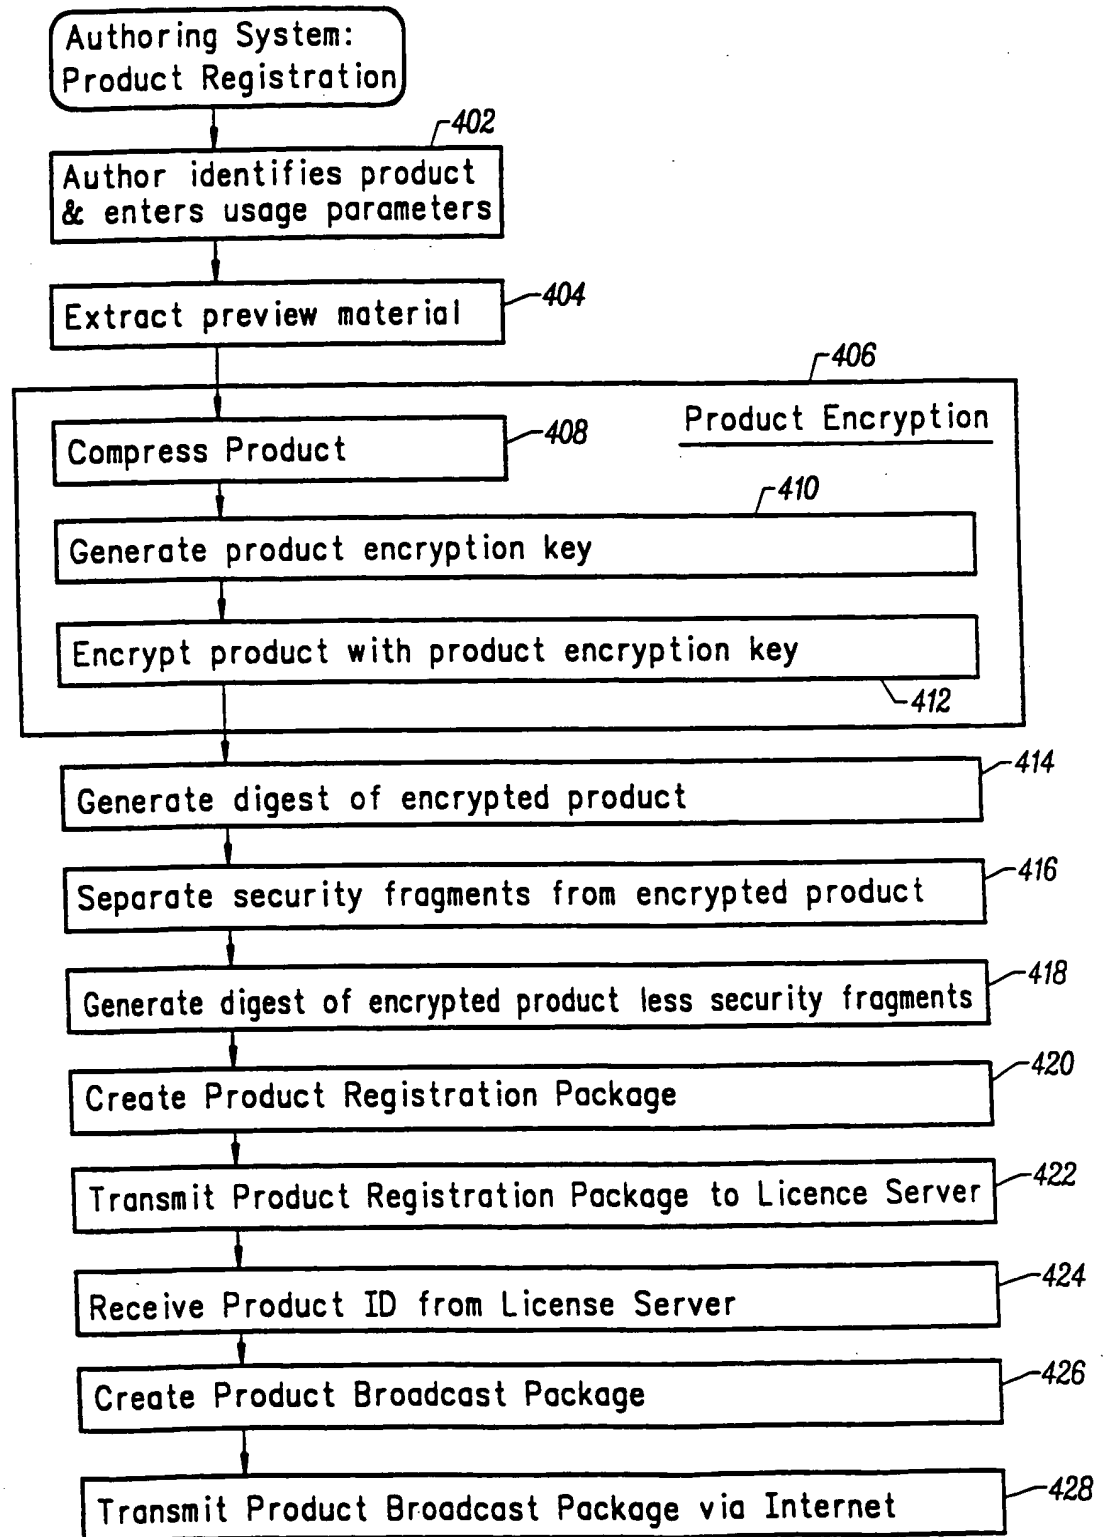 Authoring System:
Product Registration
402
Author identifies product
& enters usage parameters
404
Extract preview material
406
Product Encryption
408
Compress Product
410
Generate product encryption key
Encrypt product with product encryption key
412
414
Generate digest of encrypted product
416
Separate security fragments from encrypted product
418
Generate digest of encrypted product less security fragments
420
Create Product Registration Package
422
Transmit Product Registration Package to Licence Server
424
Receive Product ID from License Server
426
Create Product Broadcast Package
428
Transmit Product Broadcast Package via Internet